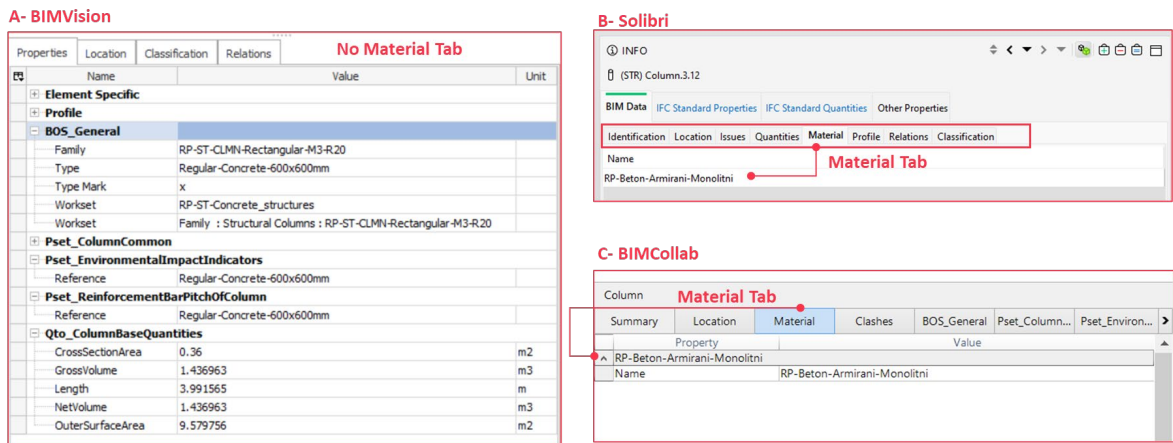 A- BIMVision
Properties Location Classification Relations No Material Tab
Name Value Unit
Element Specific
Profile
BOS_General
Family RP-ST-CLMN-Rectangular-M3-R20
Type Regular-Concrete-600x600mm
Type Mark x
Workset RP-ST-Concrete_structures
Workset Family : Structural Columns : RP-ST-CLMN-Rectangular-M3-R20
Pset_ColumnCommon
Pset_EnvironmentalImpactIndicators
Reference Regular-Concrete-600x600mm
Pset_ReinforcementBarPitchOfColumn
Reference Regular-Concrete-600x600mm
Qto_ColumnBaseQuantities
CrossSectionArea 0.36 m2
GrossVolume 1.436963 m3
Length 3.991565 m
NetVolume 1.436963 m3
OuterSurfaceArea 9.579756 m2
B- Solibri
INFO
(STR) Column.3.12
BIM Data IFC Standard Properties IFC Standard Quantities Other Properties
Identification Location Issues Quantities Material Profile Relations Classification
Name
Material Tab
RP-Beton-Armirani-Monolitni
C- BIMCollab
Column Material Tab
Summary Location Material Clashes BOS_General Pset_Column... Pset_Environ...
Property Value
RP-Beton-Armirani-Monolitni
Name RP-Beton-Armirani-Monolitni